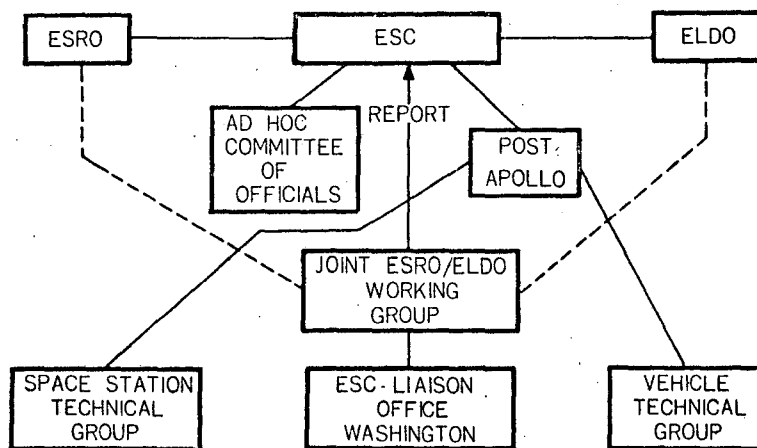 ESRO
ESC
ELDO
AD HOC
COMMITTEE
OF
OFFICIALS
REPORT
POST
APOLLO
JOINT ESRO/ELDO
WORKING
GROUP
SPACE STATION
TECHNICAL
GROUP
ESC-LIAISON
OFFICE
WASHINGTON
VEHICLE
TECHNICAL
GROUP